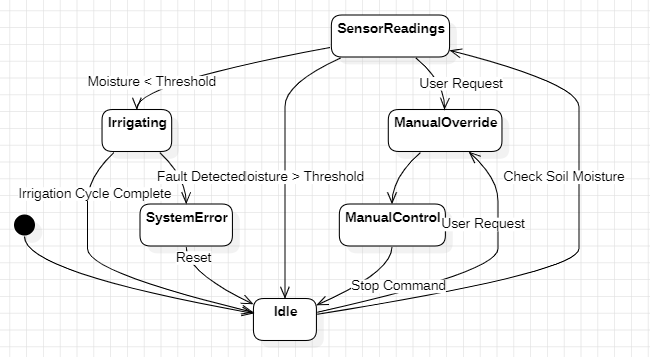 SensorReadings
Moisture < Threshold
User Request
Irrigating
ManualOverride
Fault Detected
oisture > Threshold
Check Soil Moisture
Irrigation Cycle Complete
SystemError
ManualControl
User Request
Reset
Stop Command
Idle